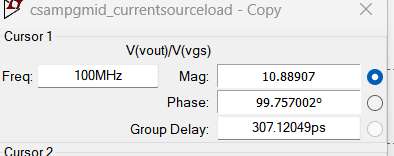 csampgmid_currentsourceload - Copy
Cursor 1
V(vout)/V(vgs)
Freq: 100MHz Mag: 10.88907
Phase: 99.757002º
Group Delay: 307.12049ps
Cursor 2